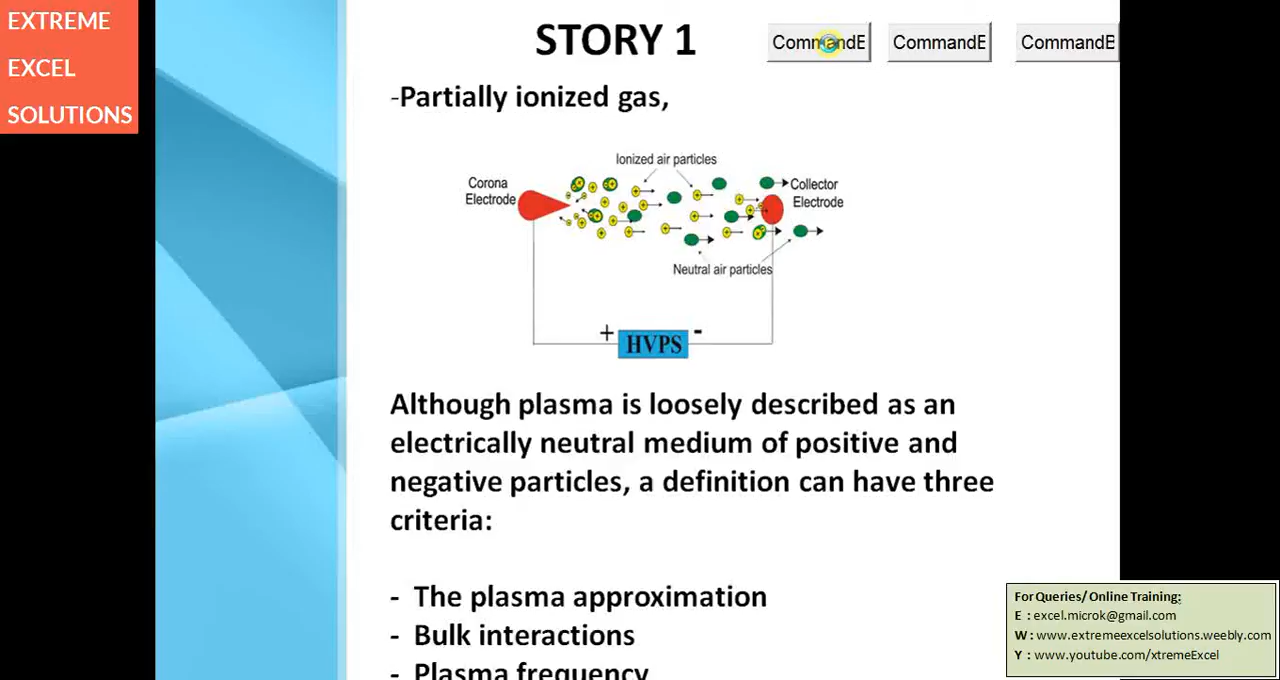 EXTREME
EXCEL
SOLUTIONS
STORY 1
CommandE
CommandE
CommandE
-Partially ionized gas,
Ionized air particles
Corona
Electrode
Collector
Electrode
Neutral air particles
+
-
HVPS
Although plasma is loosely described as an
electrically neutral medium of positive and
negative particles, a definition can have three
criteria:
- The plasma approximation
- Bulk interactions
- Plasma frequency
For Queries/ Online Training:
E : excel.microk@gmail.com
W : www.extremeexcelsolutions.weebly.com
Y : www.youtube.com/xtremeExcel